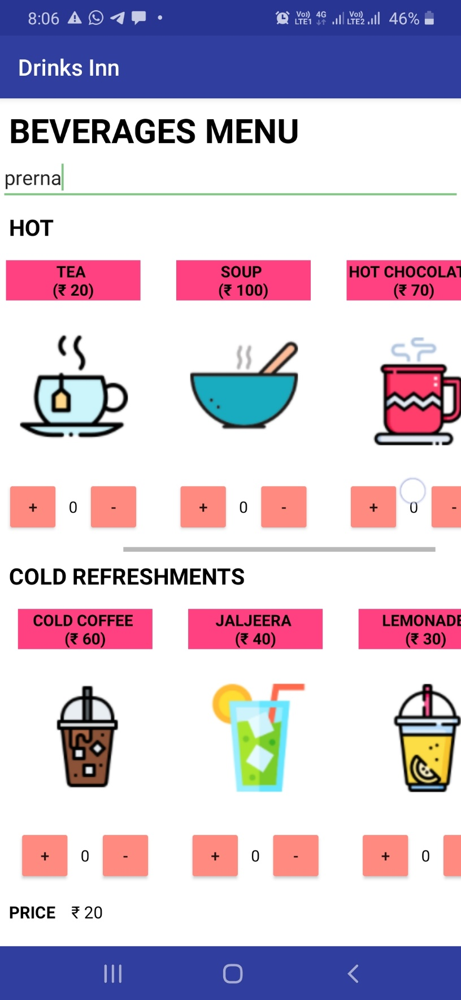 8:06 Vo)) LTE1 4G Vo)) LTE2 46%
Drinks Inn
BEVERAGES MENU
prerna
HOT
TEA SOUP HOT CHOCOLAT
(₹ 20) (₹ 100) (₹ 70)
+ 0 - + 0 - + 0 -
COLD REFRESHMENTS
COLD COFFEE JALJEERA LEMONADE
(₹ 60) (₹ 40) (₹ 30)
+ 0 - + 0 - + 0
PRICE ₹ 20